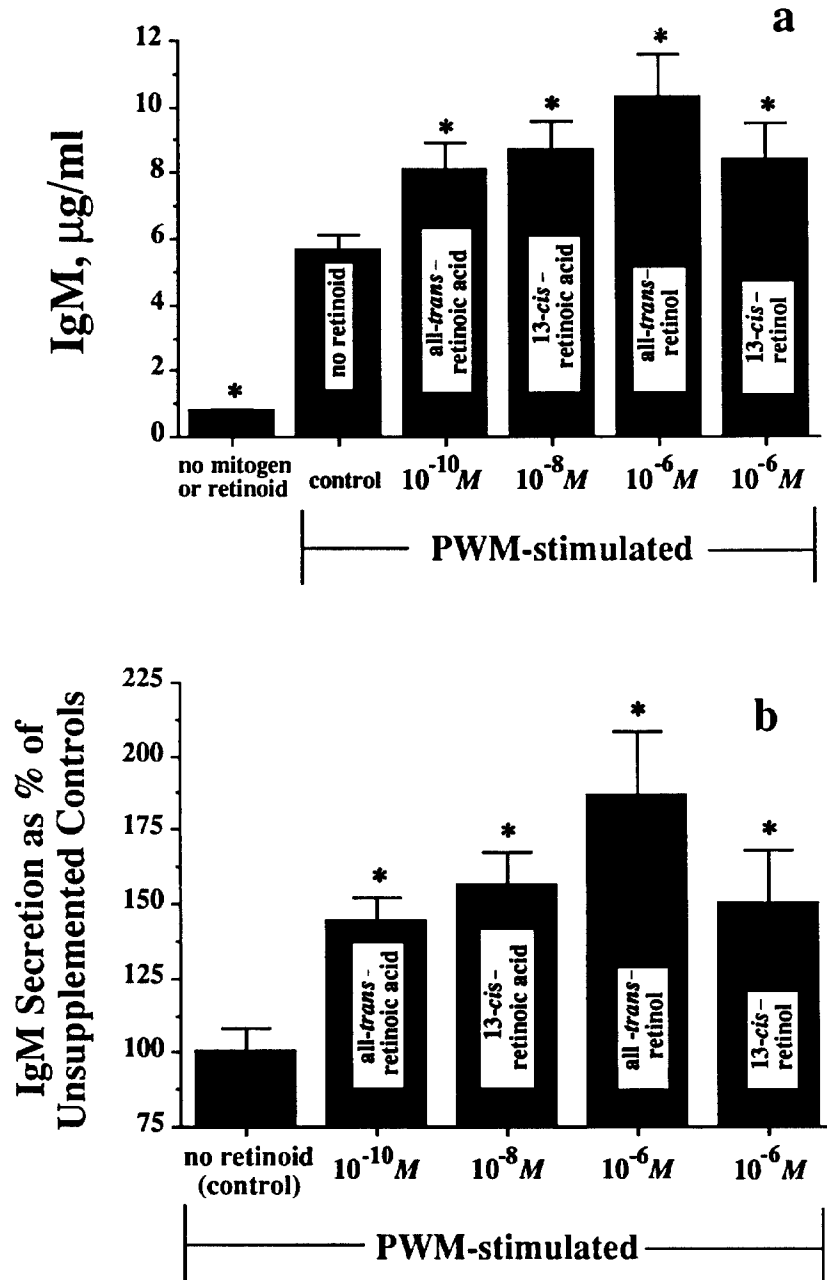 a
IgM, µg/ml
12
10
8
6
4
2
0
*
*
*
*
*
no retinoid
all-trans-
retinoic acid
13-cis-
retinoic acid
all-trans-
retinol
13-cis-
retinol
no mitogen
or retinoid
control
10⁻¹⁰ M
10⁻⁸ M
10⁻⁶ M
10⁻⁶ M
PWM-stimulated
b
IgM Secretion as % of
Unsupplemented Controls
225
200
175
150
125
100
75
*
*
*
*
all-trans-
retinoic acid
13-cis-
retinoic acid
all-trans-
retinol
13-cis-
retinol
no retinoid
(control)
10⁻¹⁰ M
10⁻⁸ M
10⁻⁶ M
10⁻⁶ M
PWM-stimulated